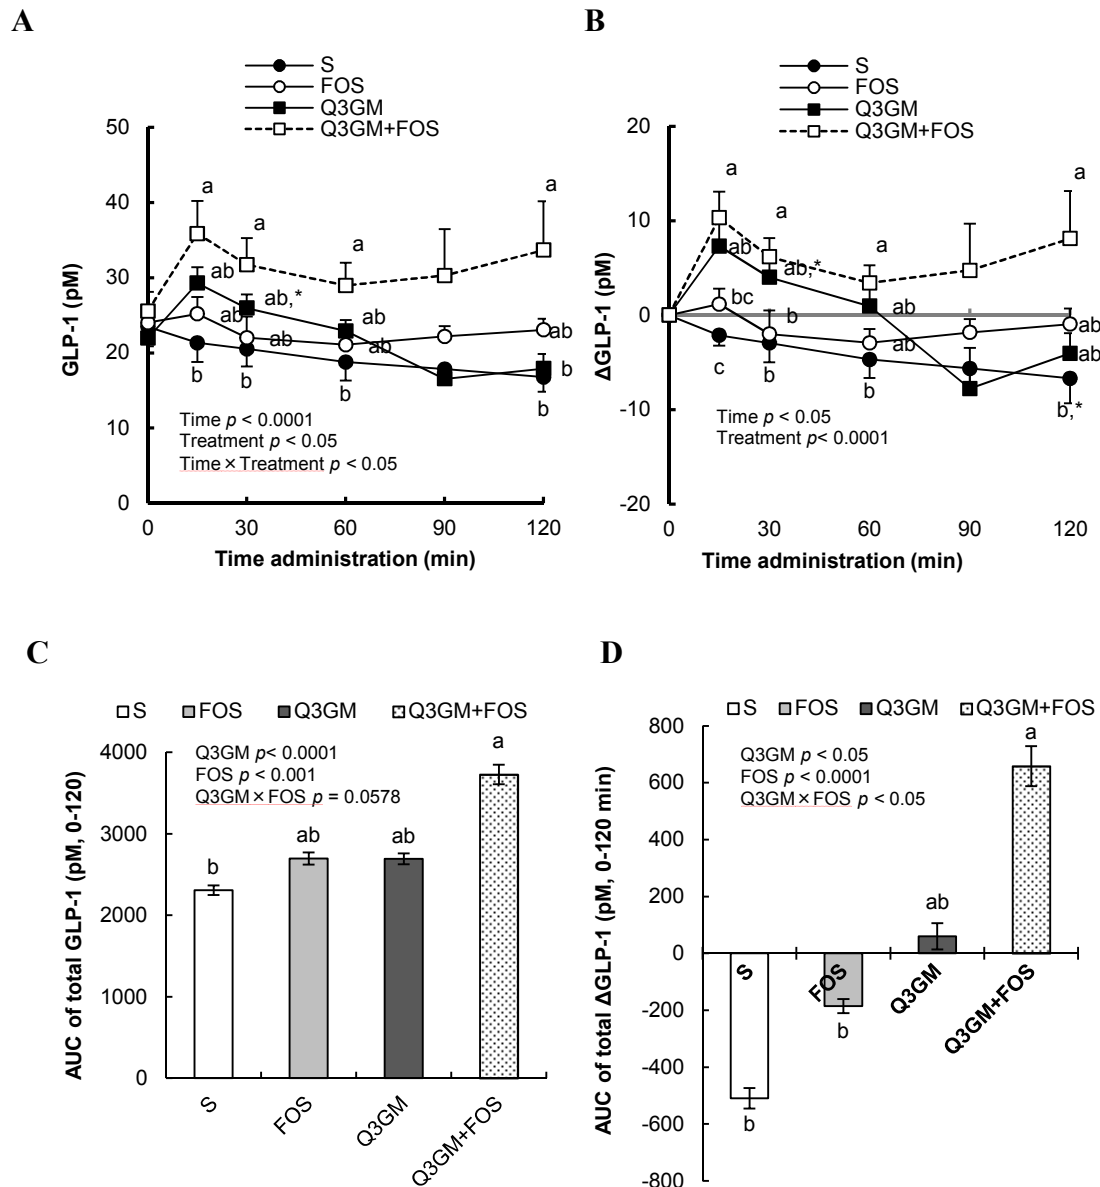 A
S
FOS
Q3GM
Q3GM+FOS
50
40
30
20
10
0
GLP-1 (pM)
a
a
a
a
ab
ab,*
ab
ab
ab
ab
ab
b
b
b
b
b
Time p < 0.0001
Treatment p < 0.05
Time × Treatment p < 0.05
0 30 60 90 120
Time administration (min)
B
S
FOS
Q3GM
Q3GM+FOS
20
10
0
-10
-20
ΔGLP-1 (pM)
a
a
a
a
ab
ab,*
ab
bc
b
ab
ab
ab
c
b
b
b,*
Time p < 0.05
Treatment p< 0.0001
0 30 60 90 120
Time administration (min)
C
S FOS Q3GM Q3GM+FOS
4000
3000
2000
1000
0
AUC of total GLP-1 (pM, 0-120)
Q3GM p< 0.0001
FOS p < 0.001
Q3GM × FOS p = 0.0578
b
ab
ab
a
S
FOS
Q3GM
Q3GM+FOS
D
S FOS Q3GM Q3GM+FOS
800
600
400
200
0
-200
-400
-600
-800
AUC of total ΔGLP-1 (pM, 0-120 min)
Q3GM p < 0.05
FOS p < 0.0001
Q3GM × FOS p < 0.05
b
b
ab
a
S
FOS
Q3GM
Q3GM+FOS